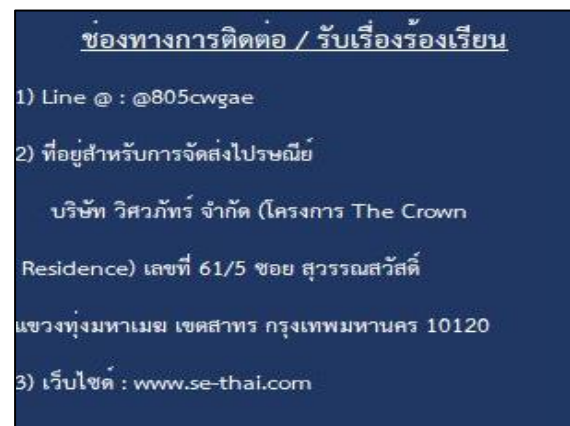 ช่องทางการติดต่อ / รับเรื่องร้องเรียน
1) Line @ : @805cwgae
2) ที่อยู่สำหรับการจัดส่งไปรษณีย์
บริษัท วิศวภัทร์ จำกัด (โครงการ The Crown
Residence) เลขที่ 61/5 ซอย สุวรรณสวัสดิ์
แขวงทุ่งมหาเมฆ เขตสาทร กรุงเทพมหานคร 10120
3) เว็บไซต์ : www.se-thai.com